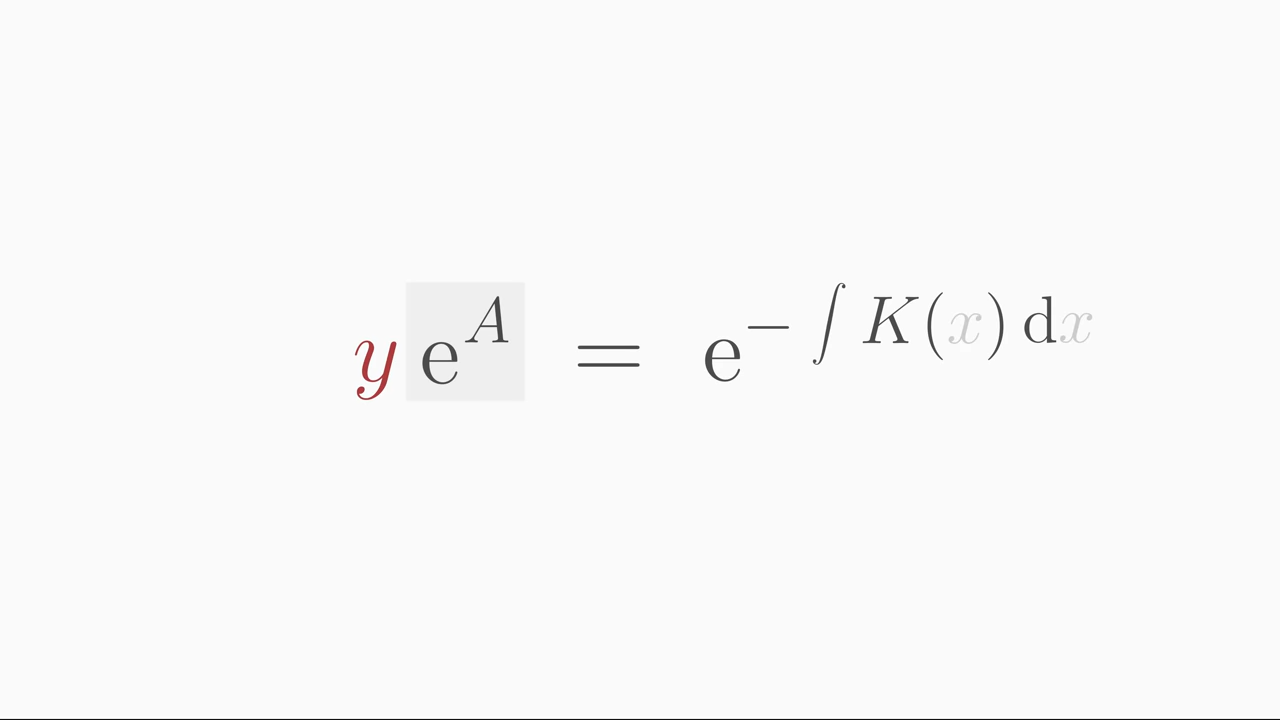 y e^A = e^{-∫ K(x) dx}